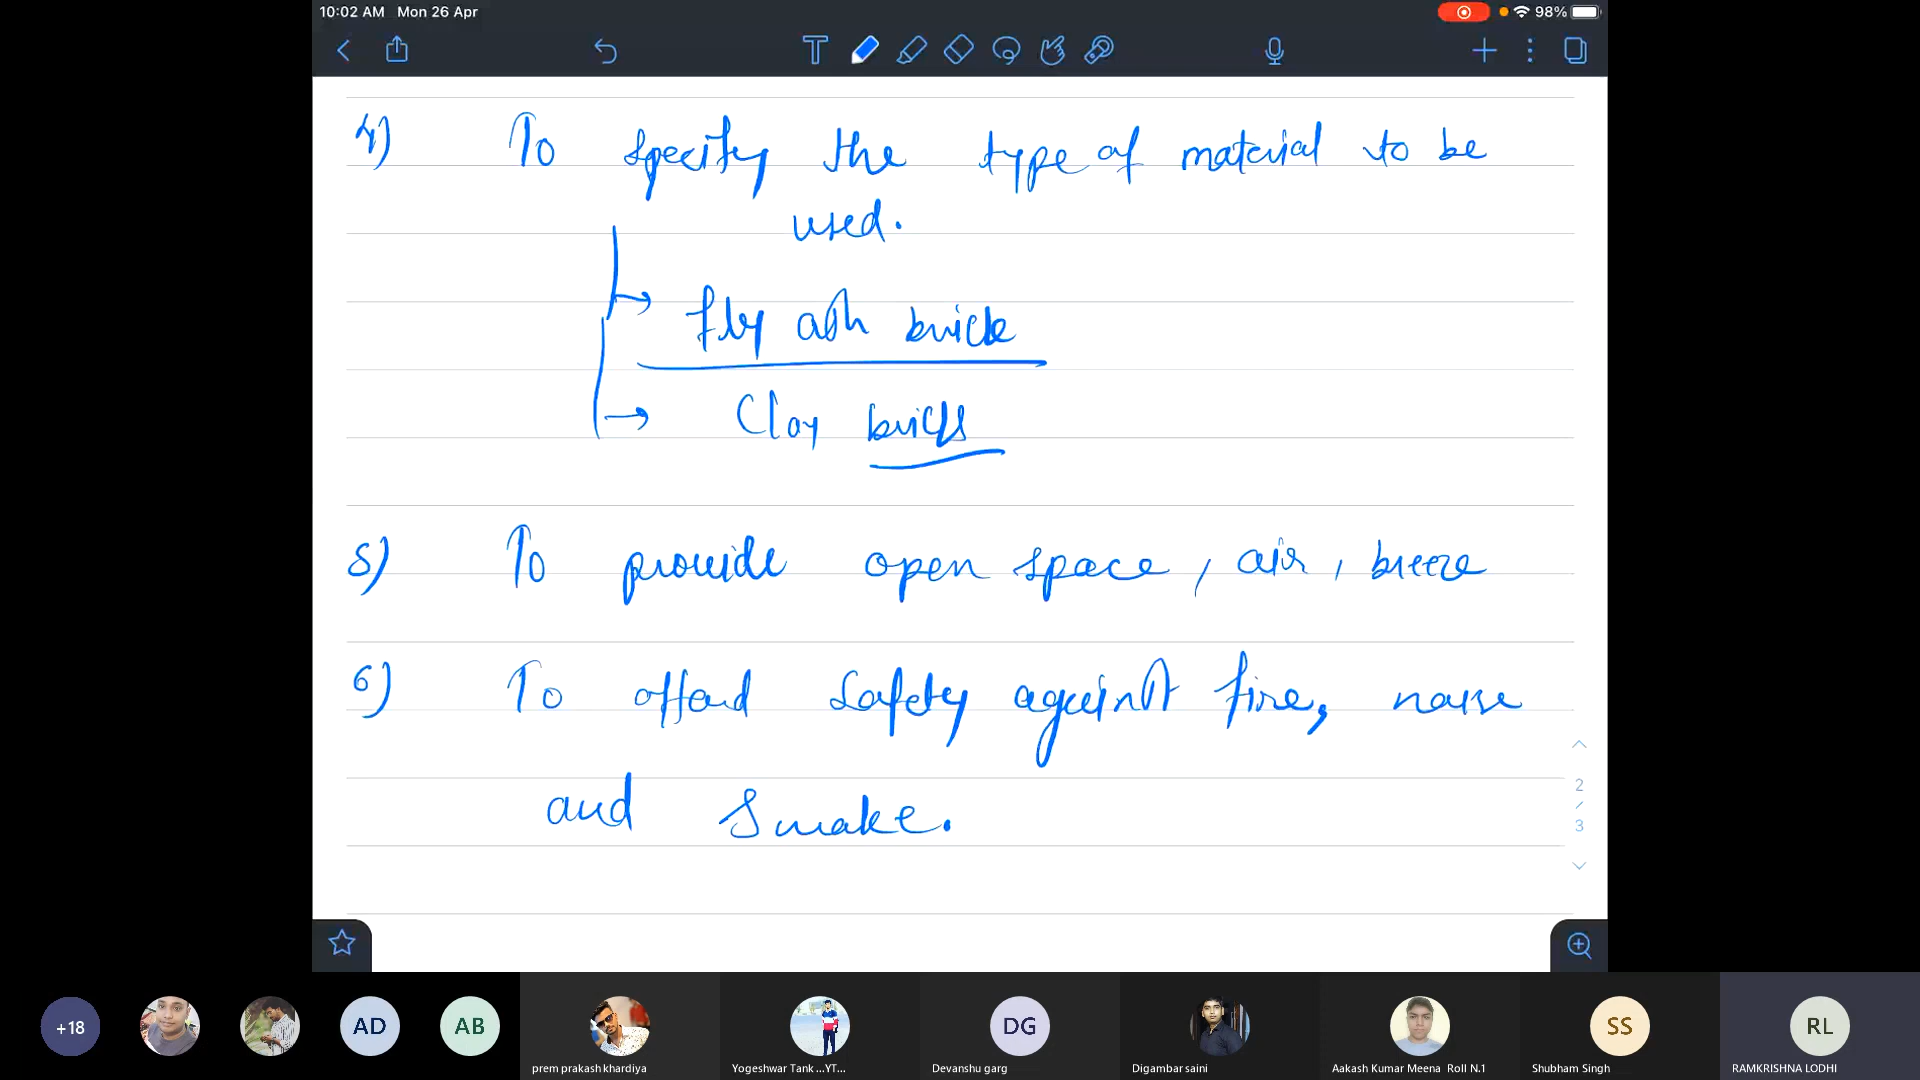 10:02 AM Mon 26 Apr
98%
4) To specify the type of material to be
used.
Fly ash brick
Clay bricks
5) To provide open space, air, breeze
6) To afford safety against fire, noise
and smoke.
2
3
+18
AD
AB
DG
SS
RL
prem prakash khardiya
Yogeshwar Tank ...YT...
Devanshu garg
Digambar saini
Aakash Kumar Meena Roll N.1
Shubham Singh
RAMKRISHNA LODHI